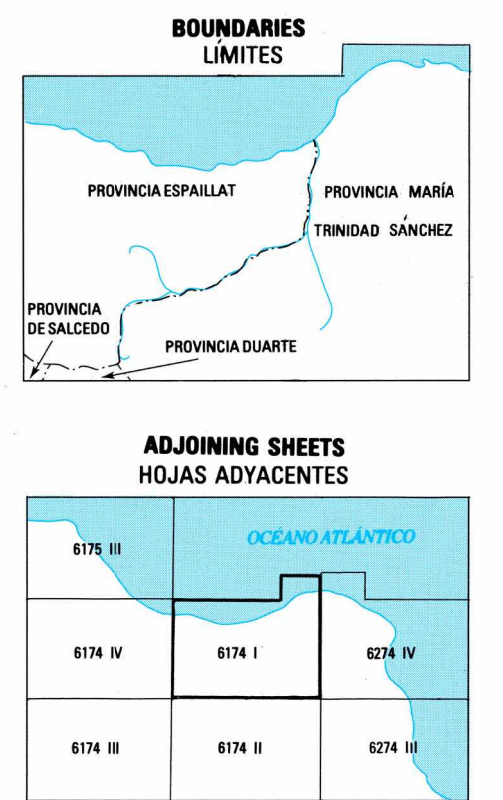 BOUNDARIES
LÍMITES
PROVINCIA ESPAILLAT
PROVINCIA MARÍA
TRINIDAD SÁNCHEZ
PROVINCIA
DE SALCEDO
PROVINCIA DUARTE
ADJOINING SHEETS
HOJAS ADYACENTES
OCÉANO ATLÁNTICO
6175 III
6174 IV
6174 I
6274 IV
6174 III
6174 II
6274 III